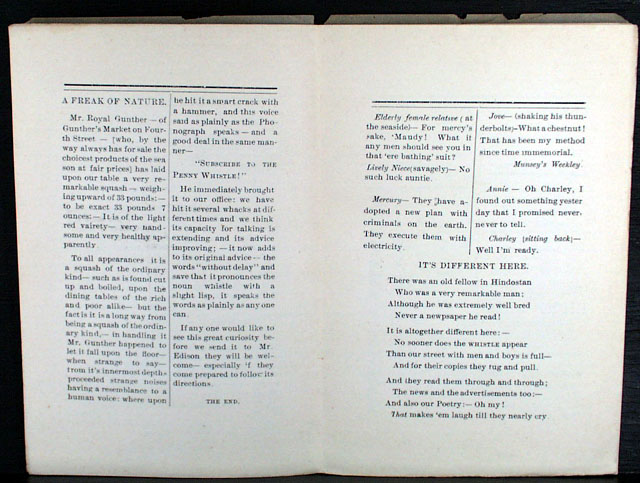 A FREAK OF NATURE.
Mr. Royal Gunther — of
Gunther's Market on Four-
th Street — [who, by the
way always has for sale the
choicest products of the sea
son at fair prices] has laid
upon our table a very re-
markable squash — weigh-
ing upward of 33 pounds:—
to be exact 33 pounds 7
ounces:— It is of the light
red vairety— very hand-
some and very healthy ap-
parently.
To all appearances it is
a squash of the ordinary
kind— such as is found cut
up and boiled, upon the
dining tables of the rich
and poor alike— but the
fact is it is a long way from
being a squash of the ordin-
ary kind,— in handling it
Mr. Gunther happened to
let it fall upon the floor—
when strange to say—
from it's innermost depths
proceeded strange noises
having a resemblance to a
human voice: where upon
he hit it a smart crack with
a hammer, and this voice
said as plainly as the Pho-
nograph speaks — and a
good deal in the same man-
ner—
"SUBSCRIBE TO THE
PENNY WHISTLE!"
He immediately brought
it to our office: we have
hit it several whacks at dif-
ferent times and we think
its capacity for talking is
extending and its advice
improving; — it now adds
to its original advice — the
words "without delay" and
save that it pronounces the
noun whistle with a
slight lisp, it speaks the
words as plainly as any one
can.
If any one would like to
see this great curiosity be-
fore we send it to Mr.
Edison they will be wel-
come— especially if they
come prepared to follow its
directions.
THE END.
Elderly female relative (at
the seaside)— For mercy's
sake, 'Maudy! What if
any men should see you in
that 'ere bathing' suit?
Lively Niece (savagely)— No
such luck auntie.
Mercury— They have a-
dopted a new plan with
criminals on the earth.
They execute them with
electricity.
Jove— (shaking his thun-
derbolts)—What a chestnut!
That has been my method
since time immemorial.
Munsey's Weekley.
Annie — Oh Charley, I
found out something yester
day that I promised never,
never to tell.
Charley (sitting back)—
Well I'm ready.
IT'S DIFFERENT HERE.
There was an old fellow in Hindostan
Who was a very remarkable man;
Although he was extremely well bred
Never a newspaper he read!
It is altogether different here:—
No sooner does the WHISTLE appear
Than our street with men and boys is full—
And for their copies they rug and pull.
And they read them through and through;
The news and the advertisements too:—
And also our Poetry:— Oh my!
That makes 'em laugh till they nearly cry